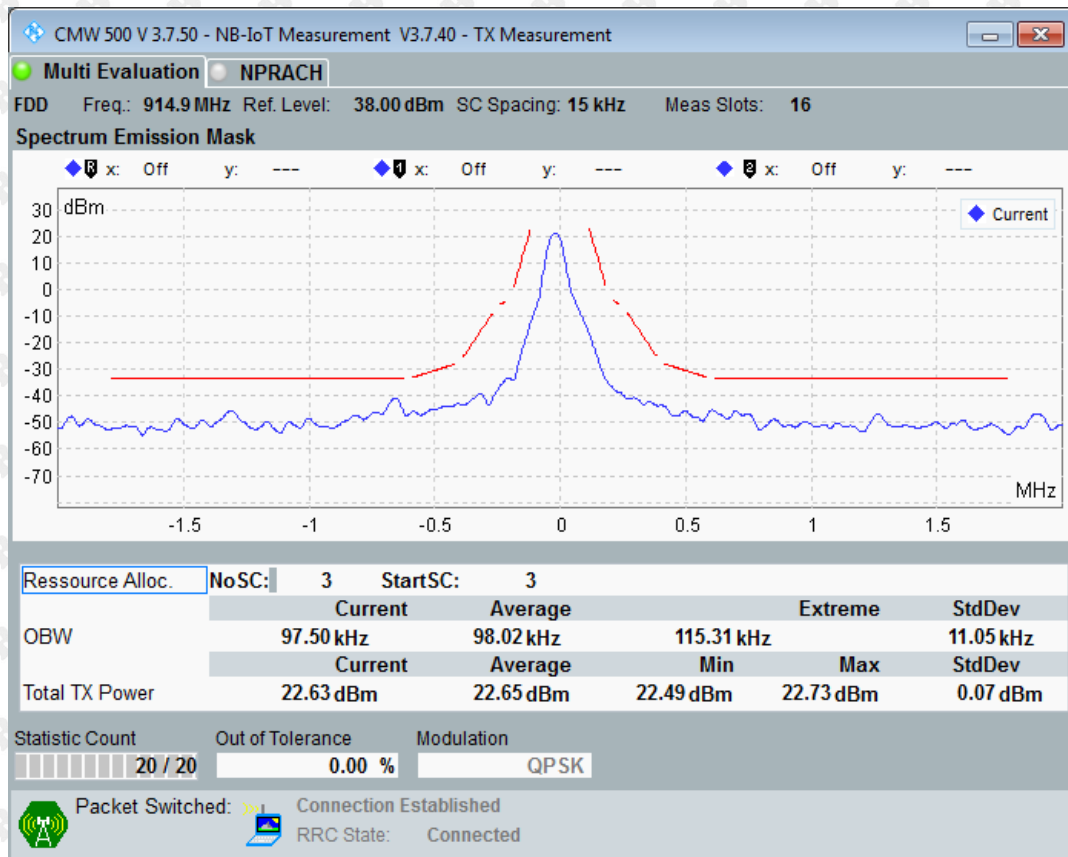 CMW 500 V 3.7.50 - NB-IoT Measurement V3.7.40 - TX Measurement
Multi Evaluation NPRACH
FDD Freq.: 914.9 MHz Ref. Level: 38.00 dBm SC Spacing: 15 kHz Meas Slots: 16
Spectrum Emission Mask
R x: Off y: --- 1 x: Off y: --- 2 x: Off y: ---
30 dBm
Current
20
10
0
-10
-20
-30
-40
-50
-60
-70
MHz
-1.5 -1 -0.5 0 0.5 1 1.5
Ressource Alloc. NoSC: 3 StartSC: 3
Current Average Extreme StdDev
OBW 97.50 kHz 98.02 kHz 115.31 kHz 11.05 kHz
Current Average Min Max StdDev
Total TX Power 22.63 dBm 22.65 dBm 22.49 dBm 22.73 dBm 0.07 dBm
Statistic Count Out of Tolerance Modulation
20 / 20 0.00 % QPSK
Packet Switched: Connection Established
RRC State: Connected